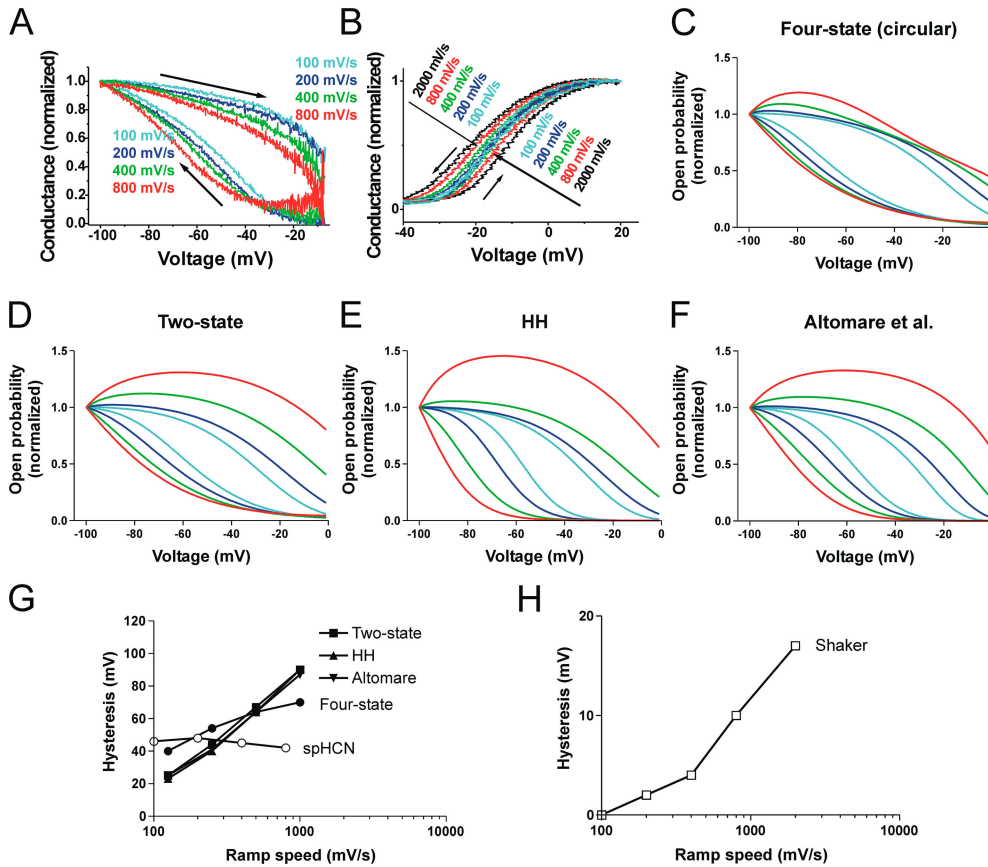 A
100 mV/s
200 mV/s
400 mV/s
800 mV/s
100 mV/s
200 mV/s
400 mV/s
800 mV/s
1.0
0.8
0.6
0.4
0.2
0.0
-100
-80
-60
-40
-20
Conductance (normalized)
Voltage (mV)
B
2000 mV/s
800 mV/s
400 mV/s
200 mV/s
100 mV/s
100 mV/s
200 mV/s
400 mV/s
800 mV/s
2000 mV/s
1
0
-40
-20
0
20
Conductance (normalized)
Voltage (mV)
C
Four-state (circular)
1.5
1.0
0.5
0.0
-100
-80
-60
-40
-20
Open probability
(normalized)
Voltage (mV)
D
Two-state
1.5
1.0
0.5
0.0
-100
-80
-60
-40
-20
0
Open probability
(normalized)
Voltage (mV)
E
HH
1.5
1.0
0.5
0.0
-100
-80
-60
-40
-20
0
Open probability
(normalized)
Voltage (mV)
F
Altomare et al.
1.5
1.0
0.5
0.0
-100
-80
-60
-40
-20
Open probability
(normalized)
Voltage (mV)
G
120
100
80
60
40
20
0
100
1000
10000
Two-state
HH
Altomare
Four-state
spHCN
Hysteresis (mV)
Ramp speed (mV/s)
H
20
10
0
100
1000
10000
Shaker
Hysteresis (mV)
Ramp speed (mV/s)